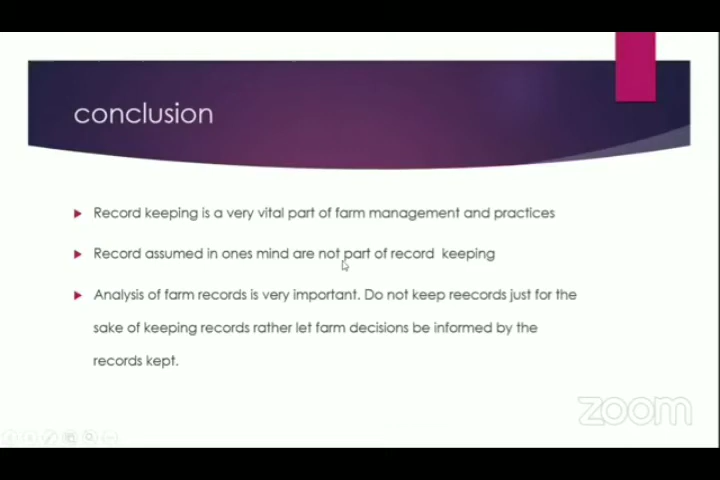 conclusion
Record keeping is a very vital part of farm management and practices
Record assumed in ones mind are not part of record keeping
Analysis of farm records is very important. Do not keep reecords just for the
sake of keeping records rather let farm decisions be informed by the
records kept.
zoom